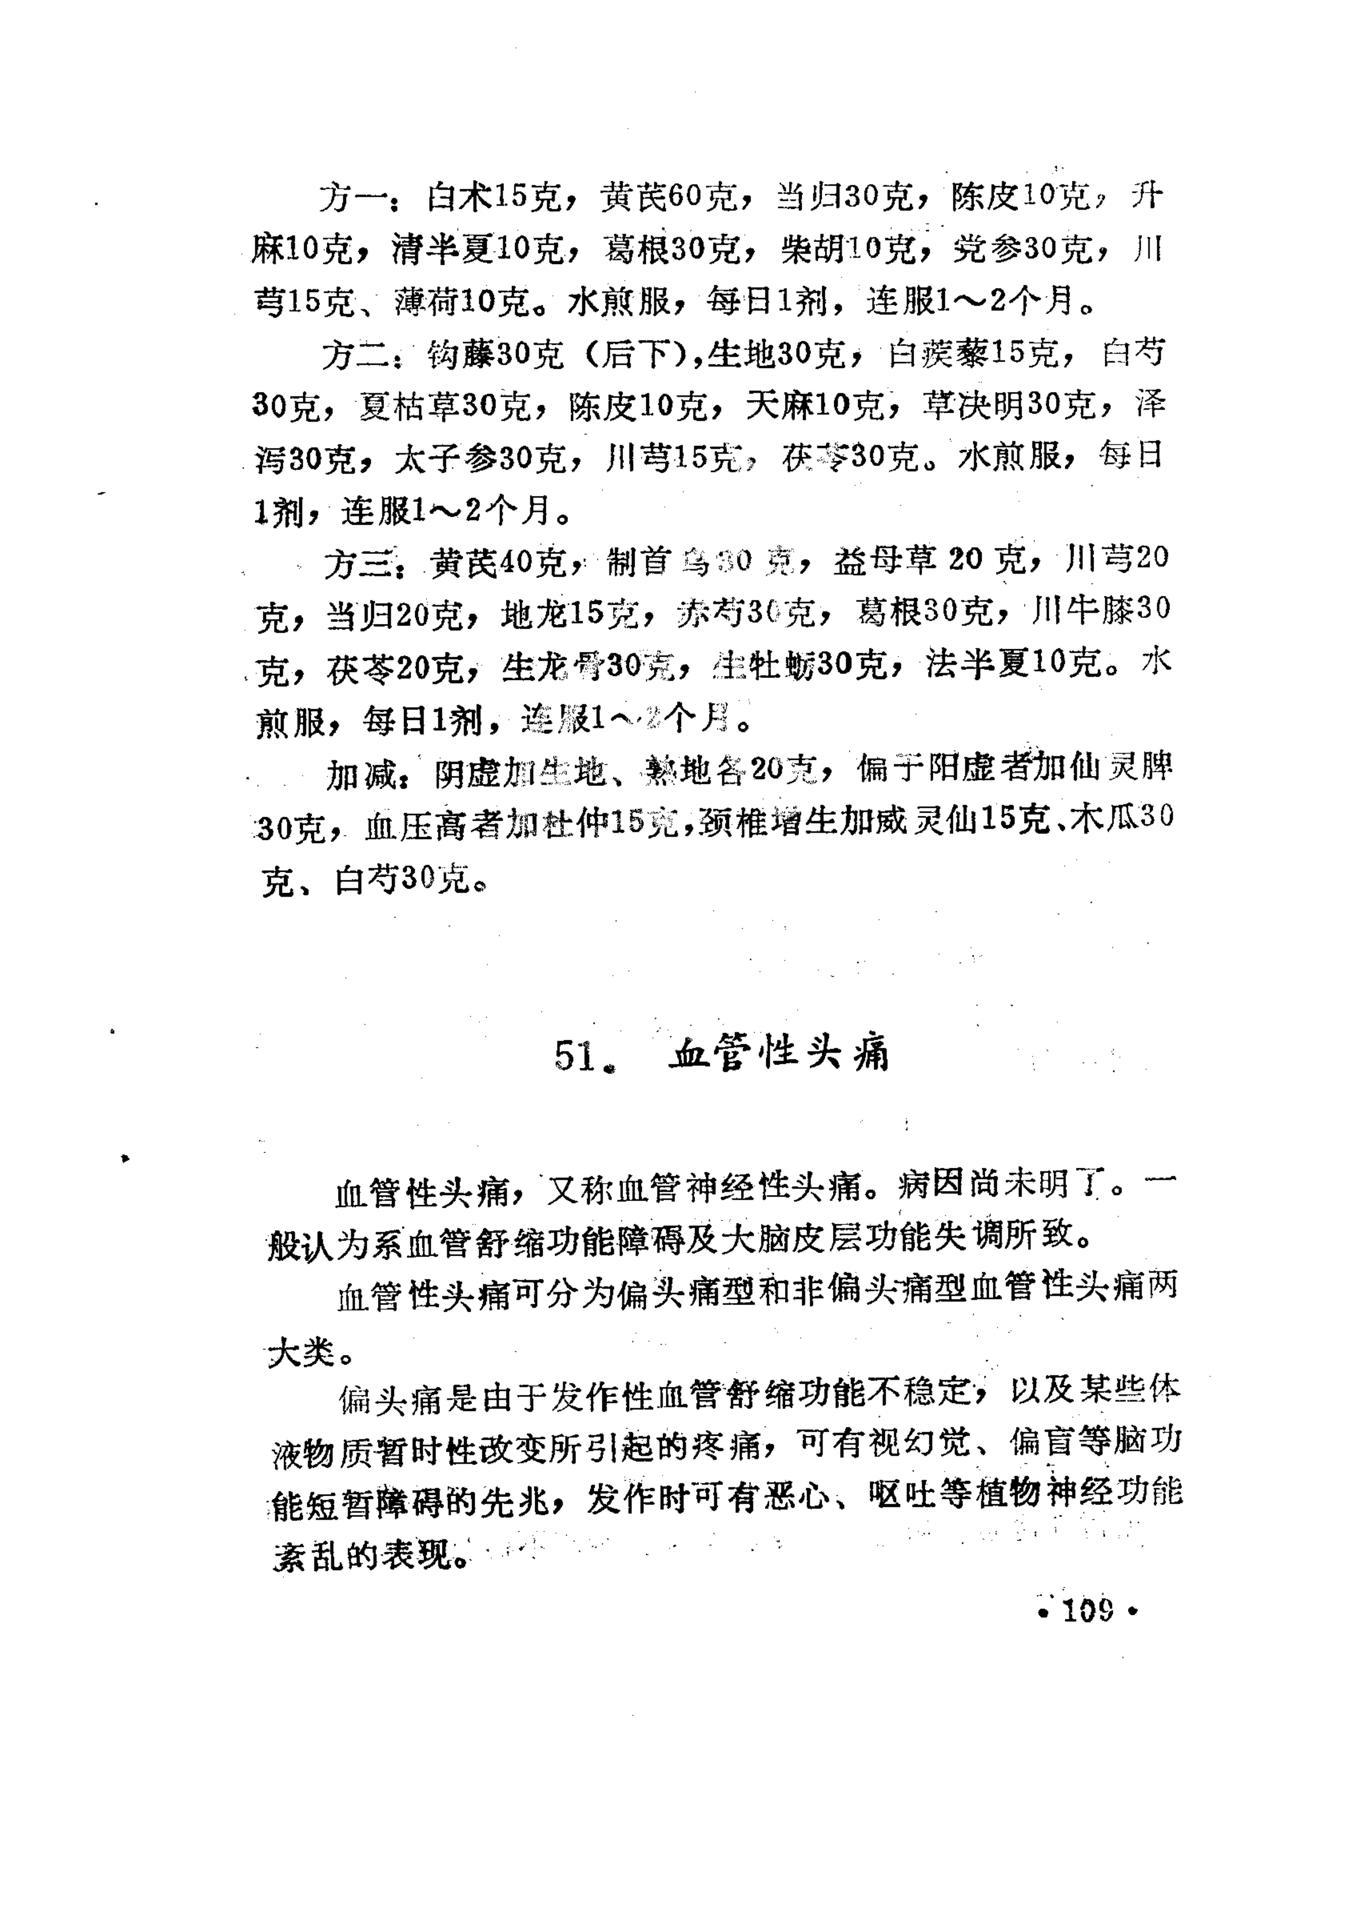 方一：白术15克，黄芪60克，当归30克，陈皮10克，升
麻10克，清半夏10克，葛根30克，柴胡10克，党参30克，川
芎15克、薄荷10克。水煎服，每日1剂，连服1～2个月。
方二：钩藤30克（后下），生地30克，白蒺藜15克，白芍
30克，夏枯草30克，陈皮10克，天麻10克，草决明30克，泽
泻30克，太子参30克，川芎15克，茯苓30克。水煎服，每日
1剂，连服1～2个月。
方三：黄芪40克，制首乌30克，益母草20克，川芎20
克，当归20克，地龙15克，赤芍30克，葛根30克，川牛膝30
克，茯苓20克，生龙骨30克，生牡蛎30克，法半夏10克。水
煎服，每日1剂，连服1～2个月。
加减：阴虚加生地、熟地各20克，偏于阳虚者加仙灵脾
30克，血压高者加杜仲15克，颈椎增生加威灵仙15克、木瓜30
克、白芍30克。
51. 血管性头痛
血管性头痛，又称血管神经性头痛。病因尚未明了。一
般认为系血管舒缩功能障碍及大脑皮层功能失调所致。
血管性头痛可分为偏头痛型和非偏头痛型血管性头痛两
大类。
偏头痛是由于发作性血管舒缩功能不稳定，以及某些体
液物质暂时性改变所引起的疼痛，可有视幻觉、偏盲等脑功
能短暂障碍的先兆，发作时可有恶心、呕吐等植物神经功能
紊乱的表现。
·109·